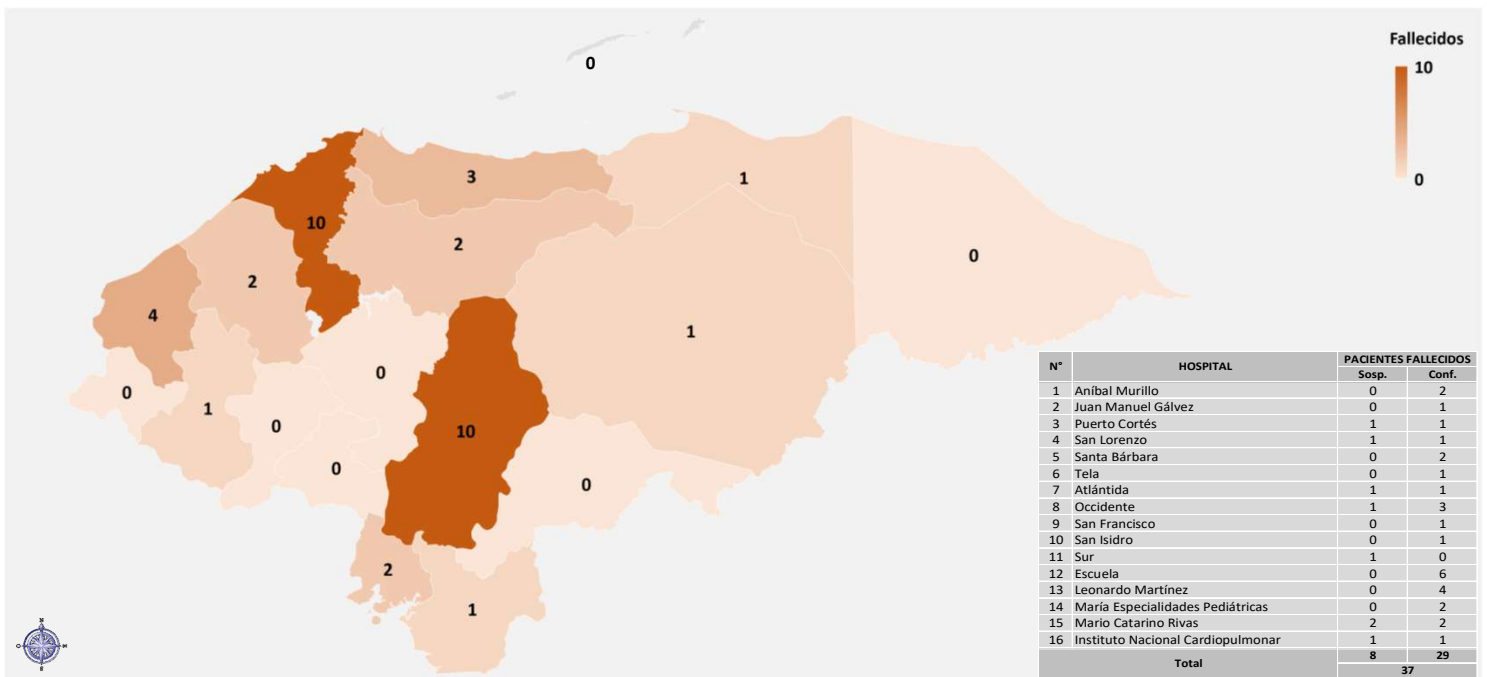 Fallecidos
10
0
0
3
1
10
2
0
2
4
1
0
0
1
0
10
0
0
2
1
N
O M
S
N° HOSPITAL PACIENTES FALLECIDOS
Sosp. Conf.
1 Aníbal Murillo 0 2
2 Juan Manuel Gálvez 0 1
3 Puerto Cortés 1 1
4 San Lorenzo 1 1
5 Santa Bárbara 0 2
6 Tela 0 1
7 Atlántida 1 1
8 Occidente 1 3
9 San Francisco 0 1
10 San Isidro 0 1
11 Sur 1 0
12 Escuela 0 6
13 Leonardo Martínez 0 4
14 María Especialidades Pediátricas 0 2
15 Mario Catarino Rivas 2 2
16 Instituto Nacional Cardiopulmonar 1 1
Total 8 29
37